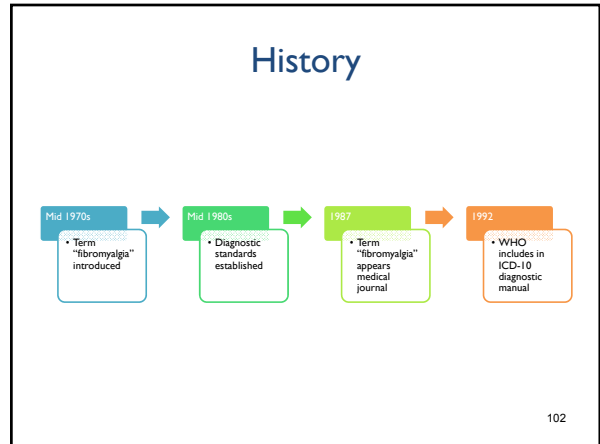 History
Mid 1970s
• Term
“fibromyalgia”
introduced
Mid 1980s
• Diagnostic
standards
established
1987
• Term
“fibromyalgia”
appears
medical
journal
1992
• WHO
includes in
ICD-10
diagnostic
manual
102